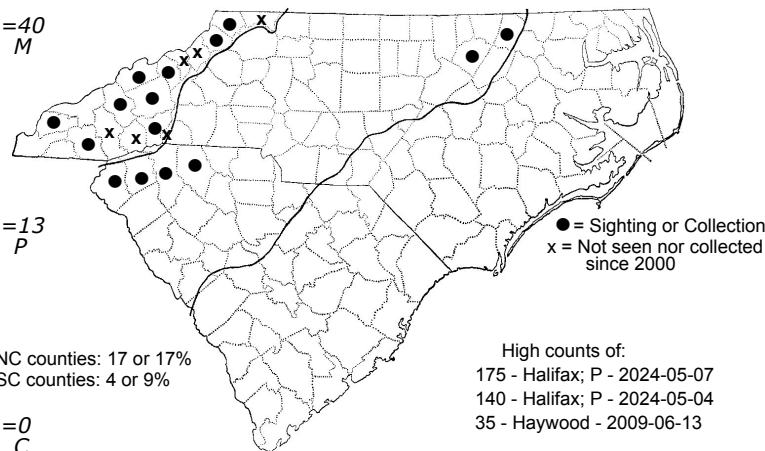 =40
M
=13
P
● = Sighting or Collection
x = Not seen nor collected
since 2000
NC counties: 17 or 17%
SC counties: 4 or 9%
High counts of:
175 - Halifax; P - 2024-05-07
140 - Halifax; P - 2024-05-04
35 - Haywood - 2009-06-13
=0
C